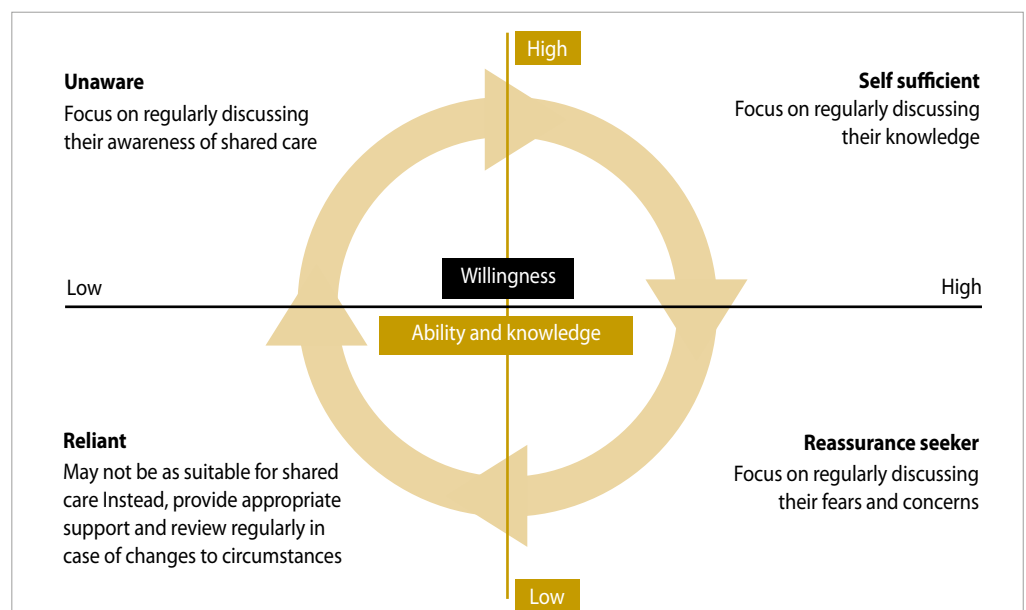 High
Unaware
Focus on regularly discussing
their awareness of shared care
Self sufficient
Focus on regularly discussing
their knowledge
Willingness
Low
High
Ability and knowledge
Reliant
May not be as suitable for shared
care Instead, provide appropriate
support and review regularly in
case of changes to circumstances
Reassurance seeker
Focus on regularly discussing
their fears and concerns
Low